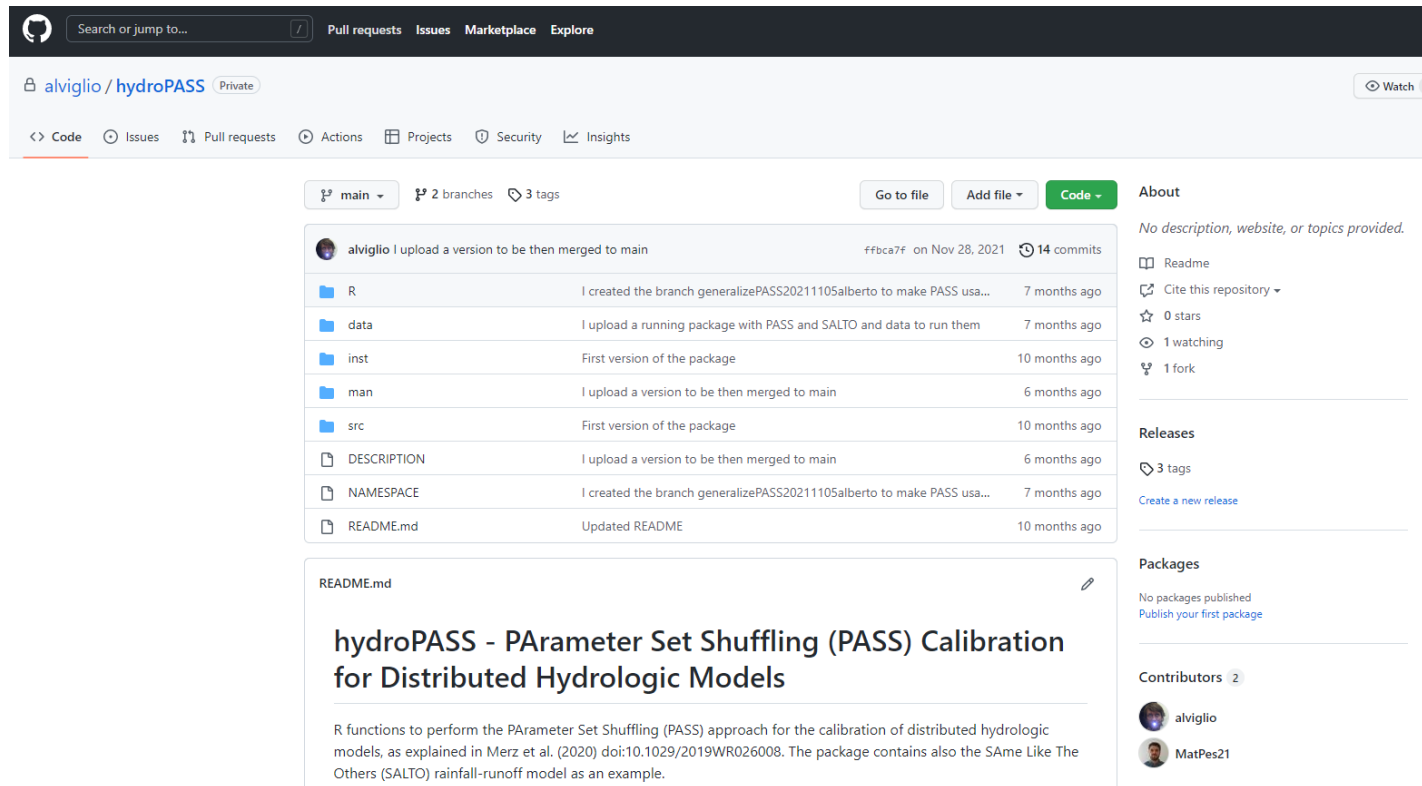 Search or jump to... /
Pull requests Issues Marketplace Explore
alviglio / hydroPASS Private
Watch
Code Issues Pull requests Actions Projects Security Insights
main 2 branches 3 tags Go to file Add file Code
alviglio I upload a version to be then merged to main ffbca7f on Nov 28, 2021 14 commits
R I created the branch generalizePASS20211105alberto to make PASS usa... 7 months ago
data I upload a running package with PASS and SALTO and data to run them 7 months ago
inst First version of the package 10 months ago
man I upload a version to be then merged to main 6 months ago
src First version of the package 10 months ago
DESCRIPTION I upload a version to be then merged to main 6 months ago
NAMESPACE I created the branch generalizePASS20211105alberto to make PASS usa... 7 months ago
README.md Updated README 10 months ago
README.md
hydroPASS - PArameter Set Shuffling (PASS) Calibration
for Distributed Hydrologic Models
R functions to perform the PArameter Set Shuffling (PASS) approach for the calibration of distributed hydrologic
models, as explained in Merz et al. (2020) doi:10.1029/2019WR026008. The package contains also the SAme Like The
Others (SALTO) rainfall-runoff model as an example.
About
No description, website, or topics provided.
Readme
Cite this repository
0 stars
1 watching
1 fork
Releases
3 tags
Create a new release
Packages
No packages published
Publish your first package
Contributors 2
alviglio
MatPes21